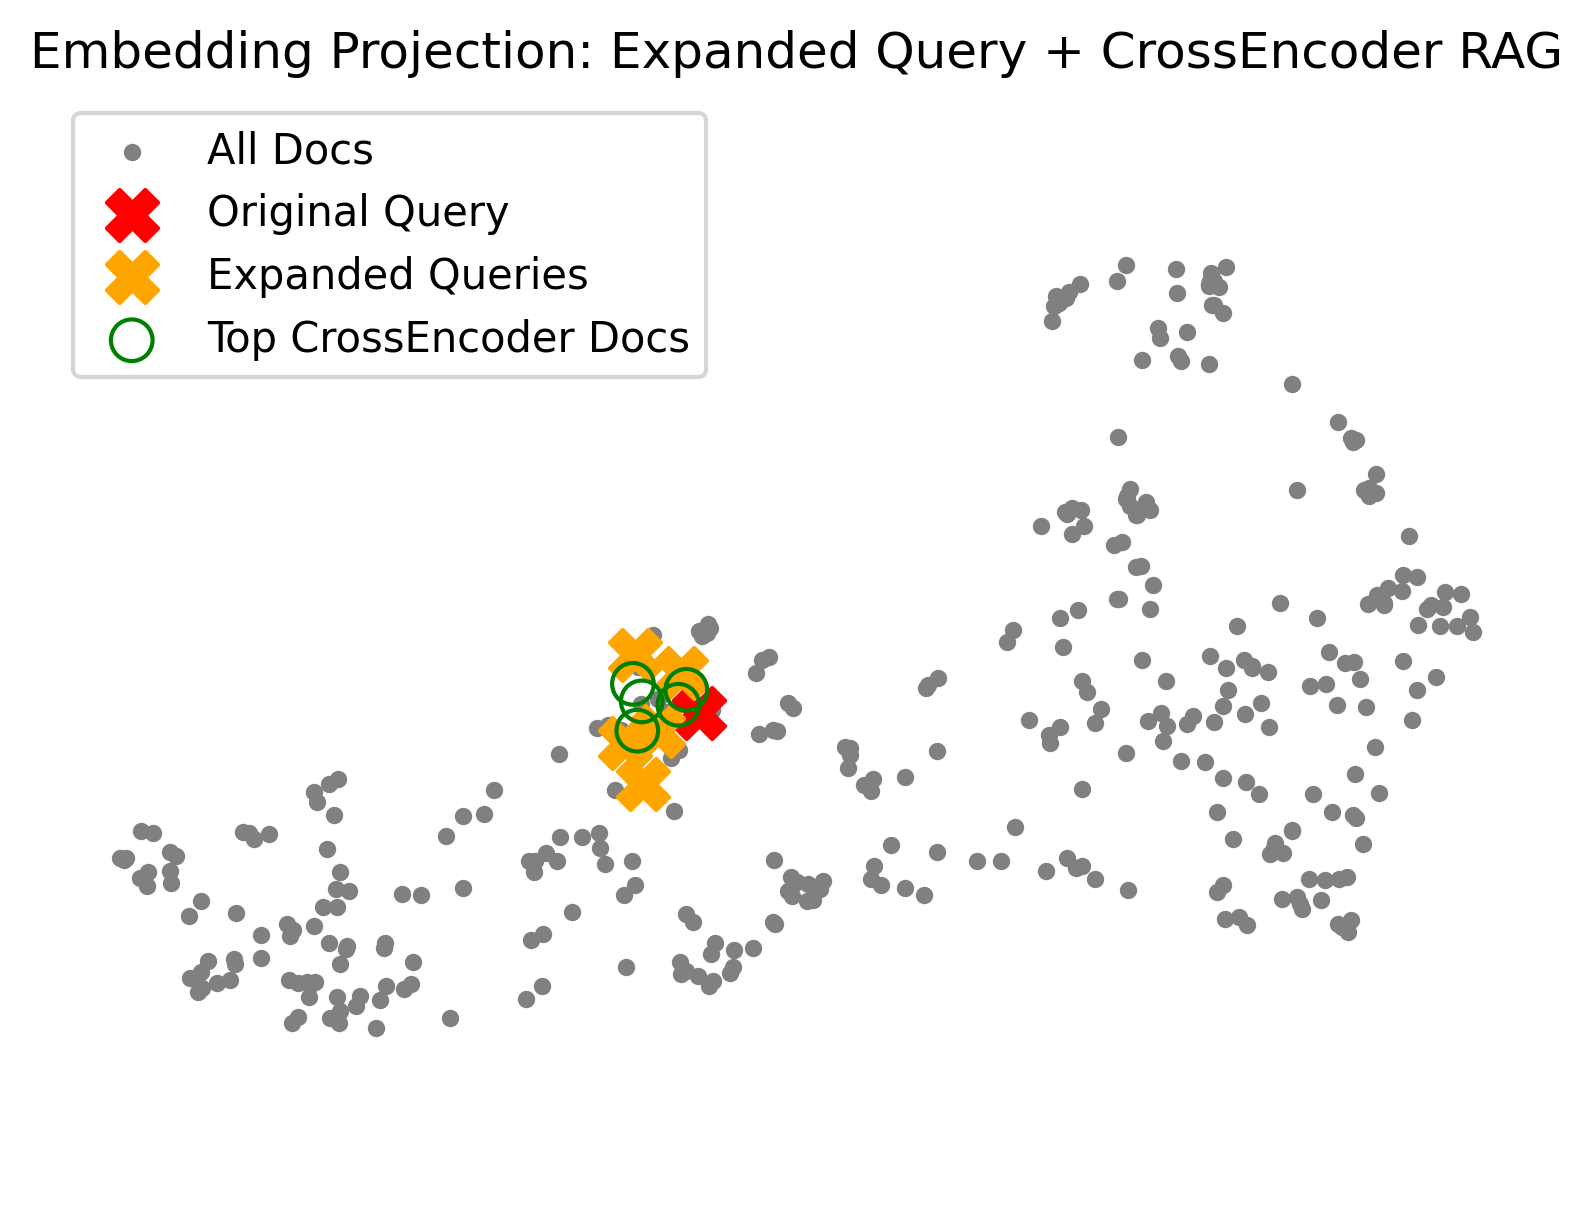 Embedding Projection: Expanded Query + CrossEncoder RAG
All Docs
Original Query
Expanded Queries
Top CrossEncoder Docs